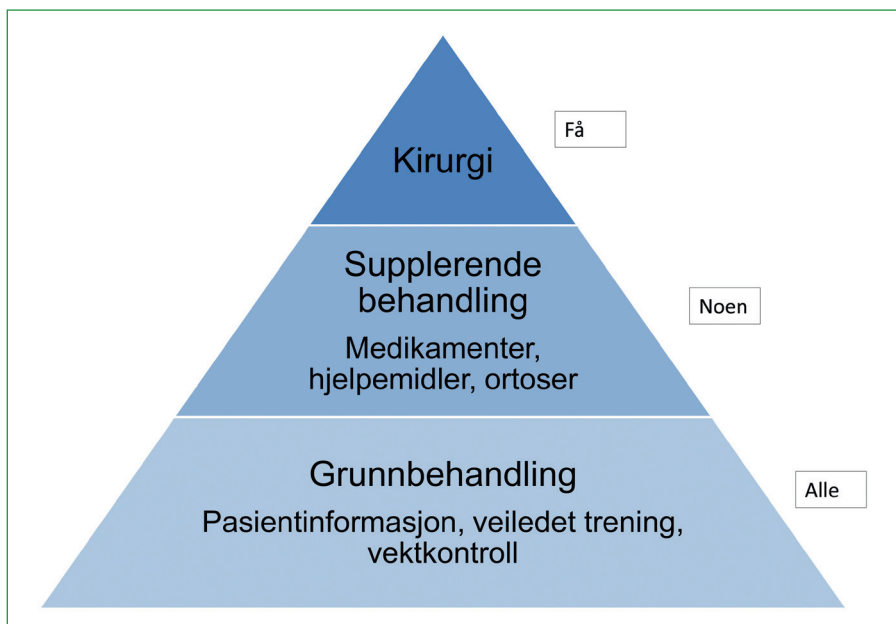 Kirurgi
Få
Supplerende
behandling
Medikamenter,
hjelpemidler, ortoser
Noen
Grunnbehandling
Pasientinformasjon, veiledet trening,
vektkontroll
Alle